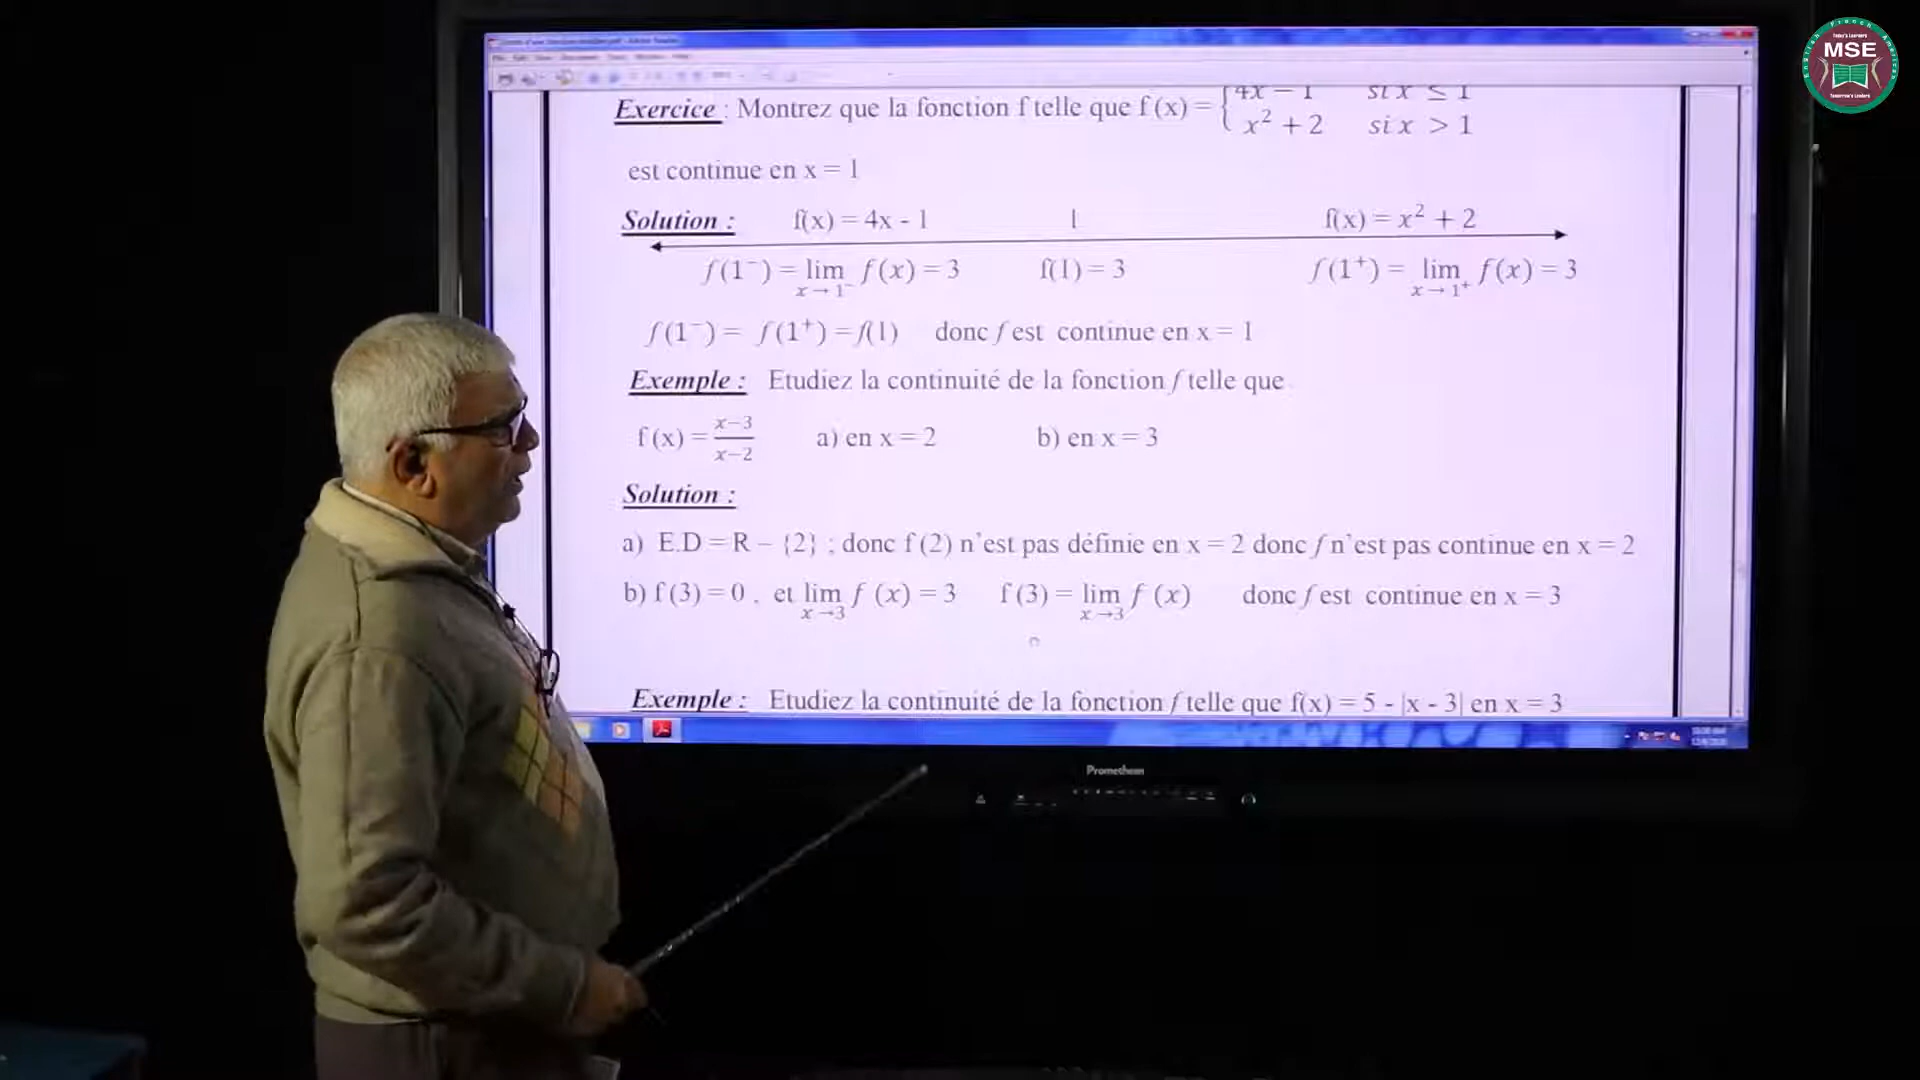 MSE
Exercice : Montrez que la fonction f telle que f (x) = { 4x − 1 si x ≤ 1
x² + 2 si x > 1
est continue en x = 1
Solution : f(x) = 4x - 1 1 f(x) = x² + 2
f(1⁻) = lim x→1⁻ f(x) = 3 f(1) = 3 f(1⁺) = lim x→1⁺ f(x) = 3
f(1⁻) = f(1⁺) = f(1) donc f est continue en x = 1
Exemple : Etudiez la continuité de la fonction f telle que
f (x) = x−3/x−2 a) en x = 2 b) en x = 3
Solution :
a) E.D = R – {2} ; donc f (2) n'est pas définie en x = 2 donc f n'est pas continue en x = 2
b) f (3) = 0 , et lim x→3 f (x) = 3 f (3) = lim x→3 f (x) donc f est continue en x = 3
Exemple : Etudiez la continuité de la fonction f telle que f(x) = 5 - |x - 3| en x = 3
Promethean